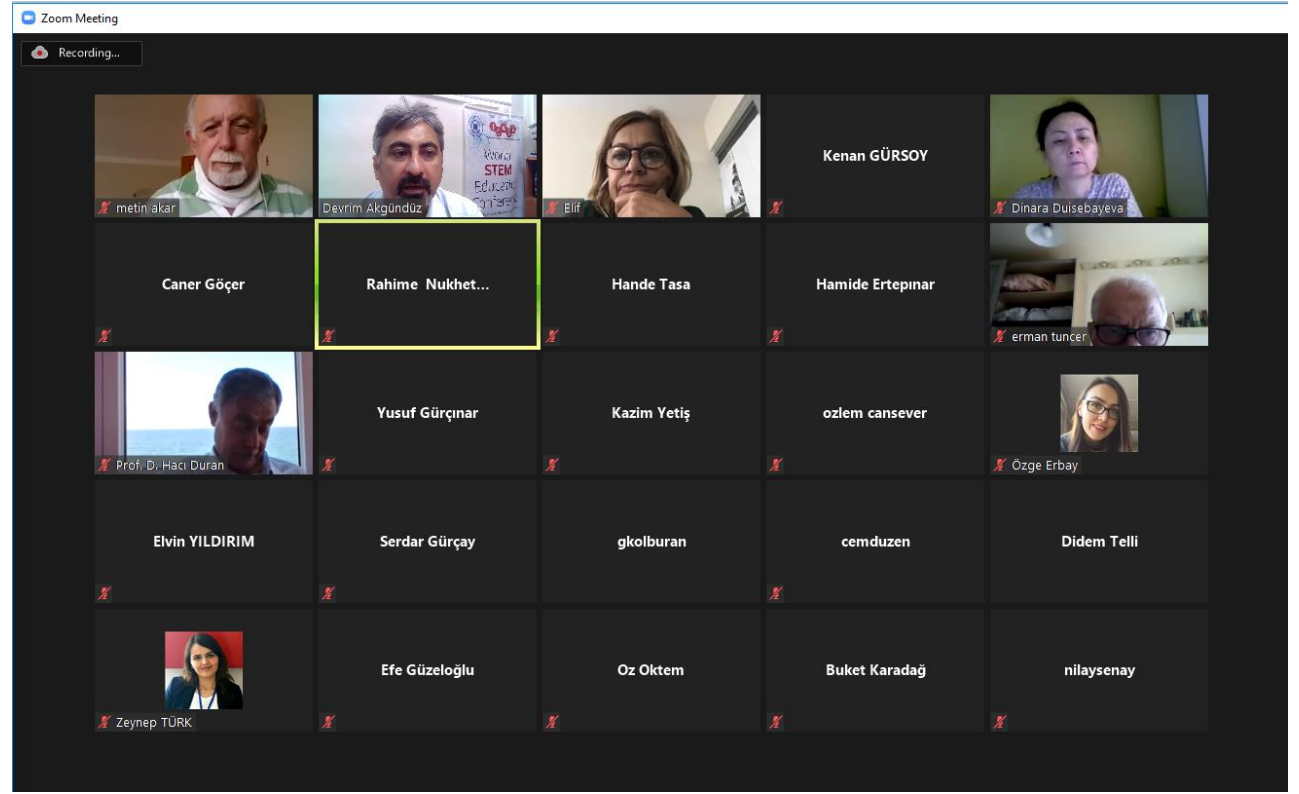 Zoom Meeting
Recording...
metin akar
Devrim Akgündüz
STEM
Elif
Kenan GÜRSOY
Dinara Duisebayeva
Caner Göçer
Rahime Nukhet...
Hande Tasa
Hamide Ertepınar
erman tuncer
Prof. D. Hacı Duran
Yusuf Gürçınar
Kazim Yetiş
ozlem cansever
Özge Erbay
Elvin YILDIRIM
Serdar Gürçay
gkolburan
cemduzen
Didem Telli
Zeynep TÜRK
Efe Güzeloğlu
Oz Oktem
Buket Karadağ
nilaysenay